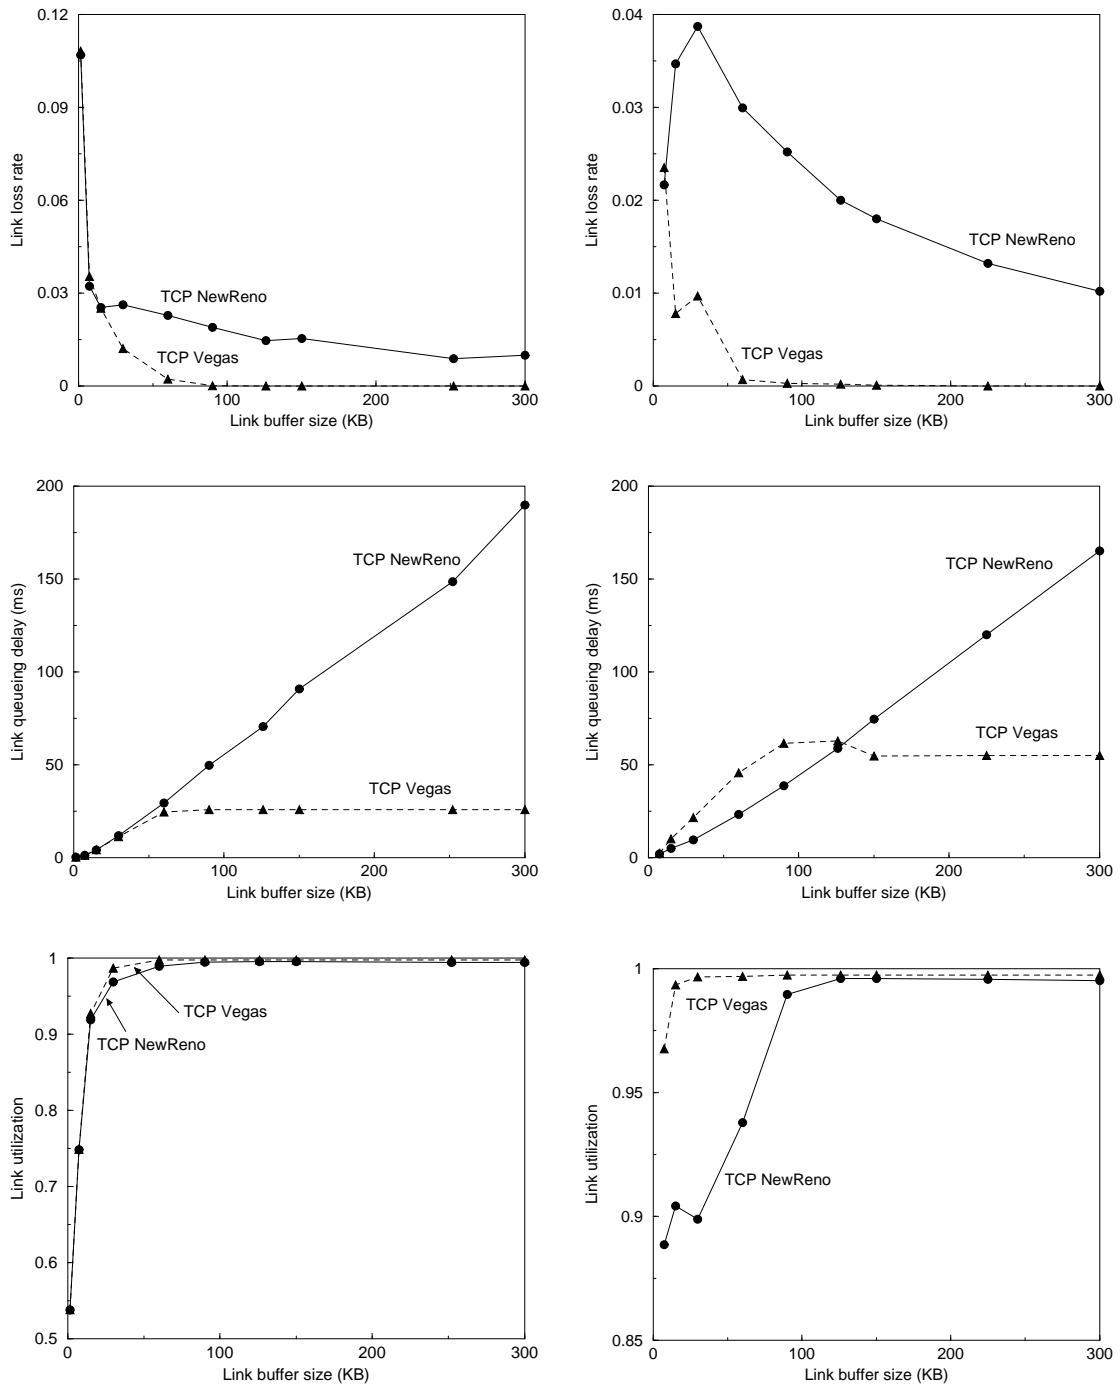 0.12
0.09
0.06
0.03
0
Link loss rate
TCP NewReno
TCP Vegas
0 100 200 300
Link buffer size (KB)
0.04
0.03
0.02
0.01
0
Link loss rate
TCP NewReno
TCP Vegas
0 100 200 300
Link buffer size (KB)
200
150
100
50
0
Link queueing delay (ms)
TCP NewReno
TCP Vegas
0 100 200 300
Link buffer size (KB)
200
150
100
50
0
Link queueing delay (ms)
TCP NewReno
TCP Vegas
0 100 200 300
Link buffer size (KB)
1
0.9
0.8
0.7
0.6
0.5
Link utilization
TCP Vegas
TCP NewReno
0 100 200 300
Link buffer size (KB)
1
0.95
0.9
0.85
Link utilization
TCP Vegas
TCP NewReno
0 100 200 300
Link buffer size (KB)